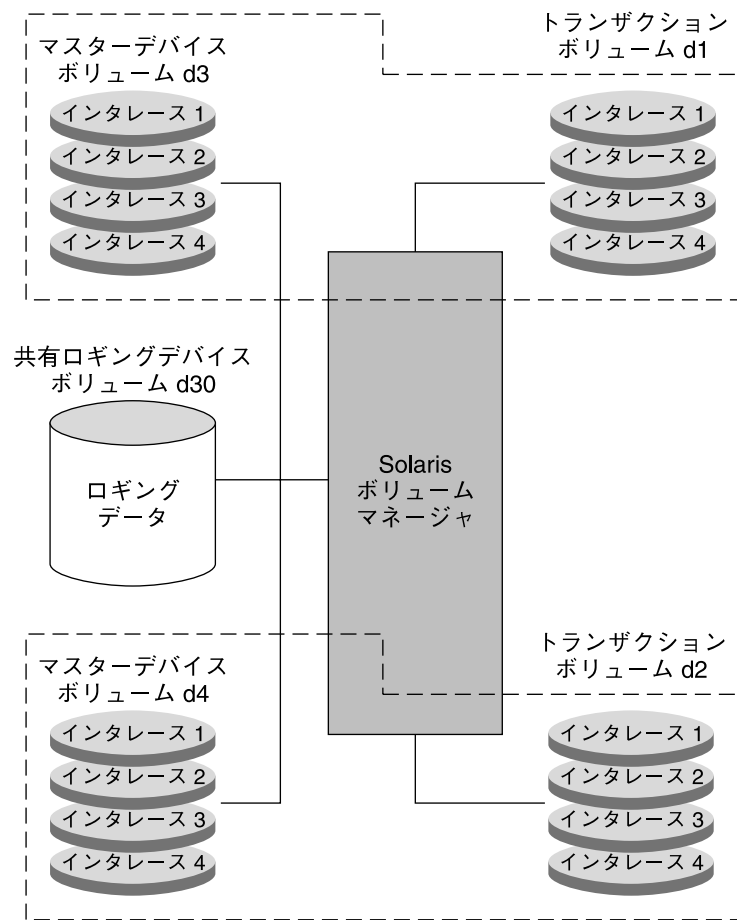 マスターデバイス
ボリューム d3
インタレース 1
インタレース 2
インタレース 3
インタレース 4
トランザクション
ボリューム d1
インタレース 1
インタレース 2
インタレース 3
インタレース 4
共有ロギングデバイス
ボリューム d30
ロギング
データ
Solaris
ボリューム
マネージャ
マスターデバイス
ボリューム d4
インタレース 1
インタレース 2
インタレース 3
インタレース 4
トランザクション
ボリューム d2
インタレース 1
インタレース 2
インタレース 3
インタレース 4